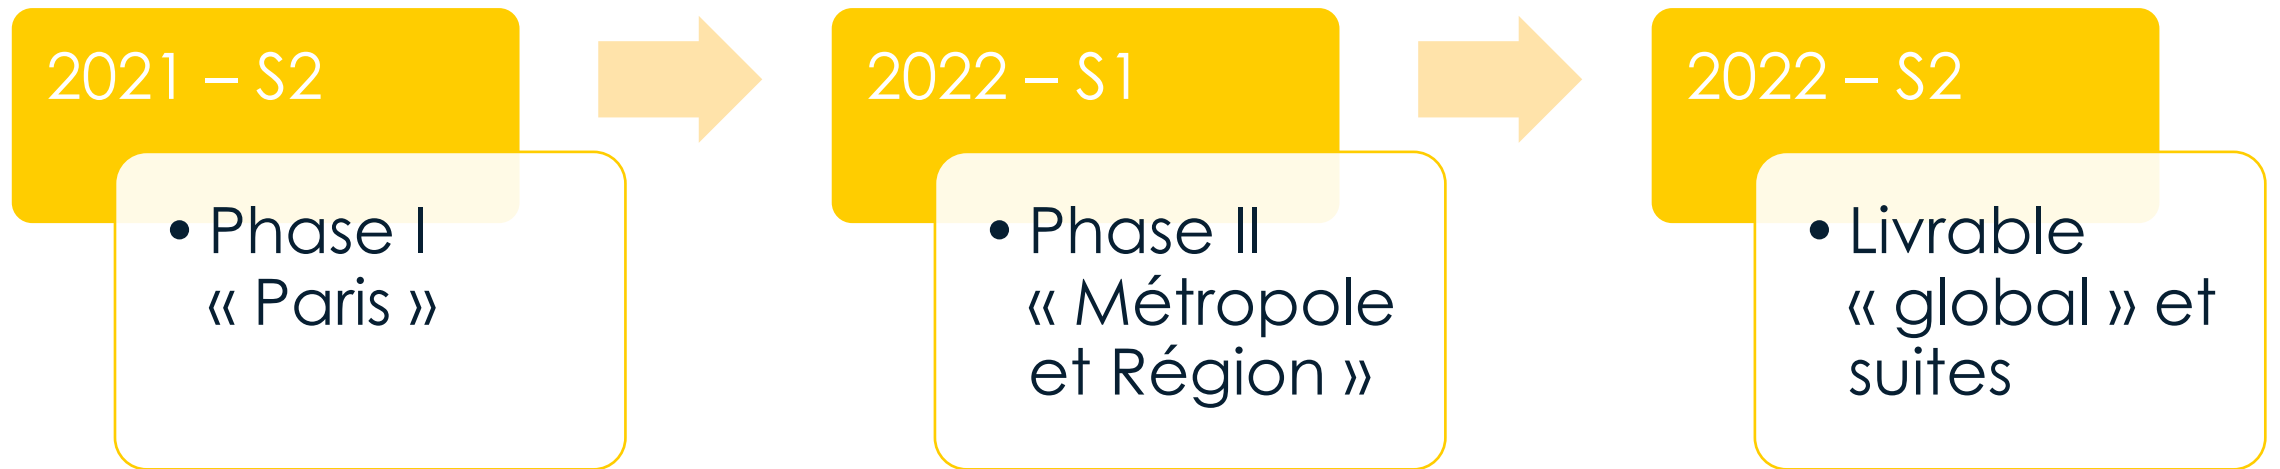 2021 – S2
• Phase I
« Paris »
2022 – S1
• Phase II
« Métropole
et Région »
2022 – S2
• Livrable
« global » et
suites